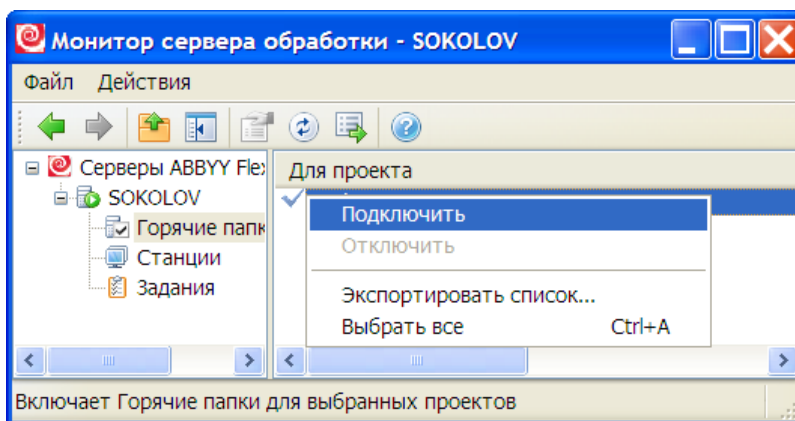 Монитор сервера обработки - SOKOLOV
Файл Действия
Серверы ABBYY Fle
Для проекта
SOKOLOV
Подключить
Горячие папк
Отключить
Станции
Задания
Экспортировать список...
Выбрать все Ctrl+A
Включает Горячие папки для выбранных проектов